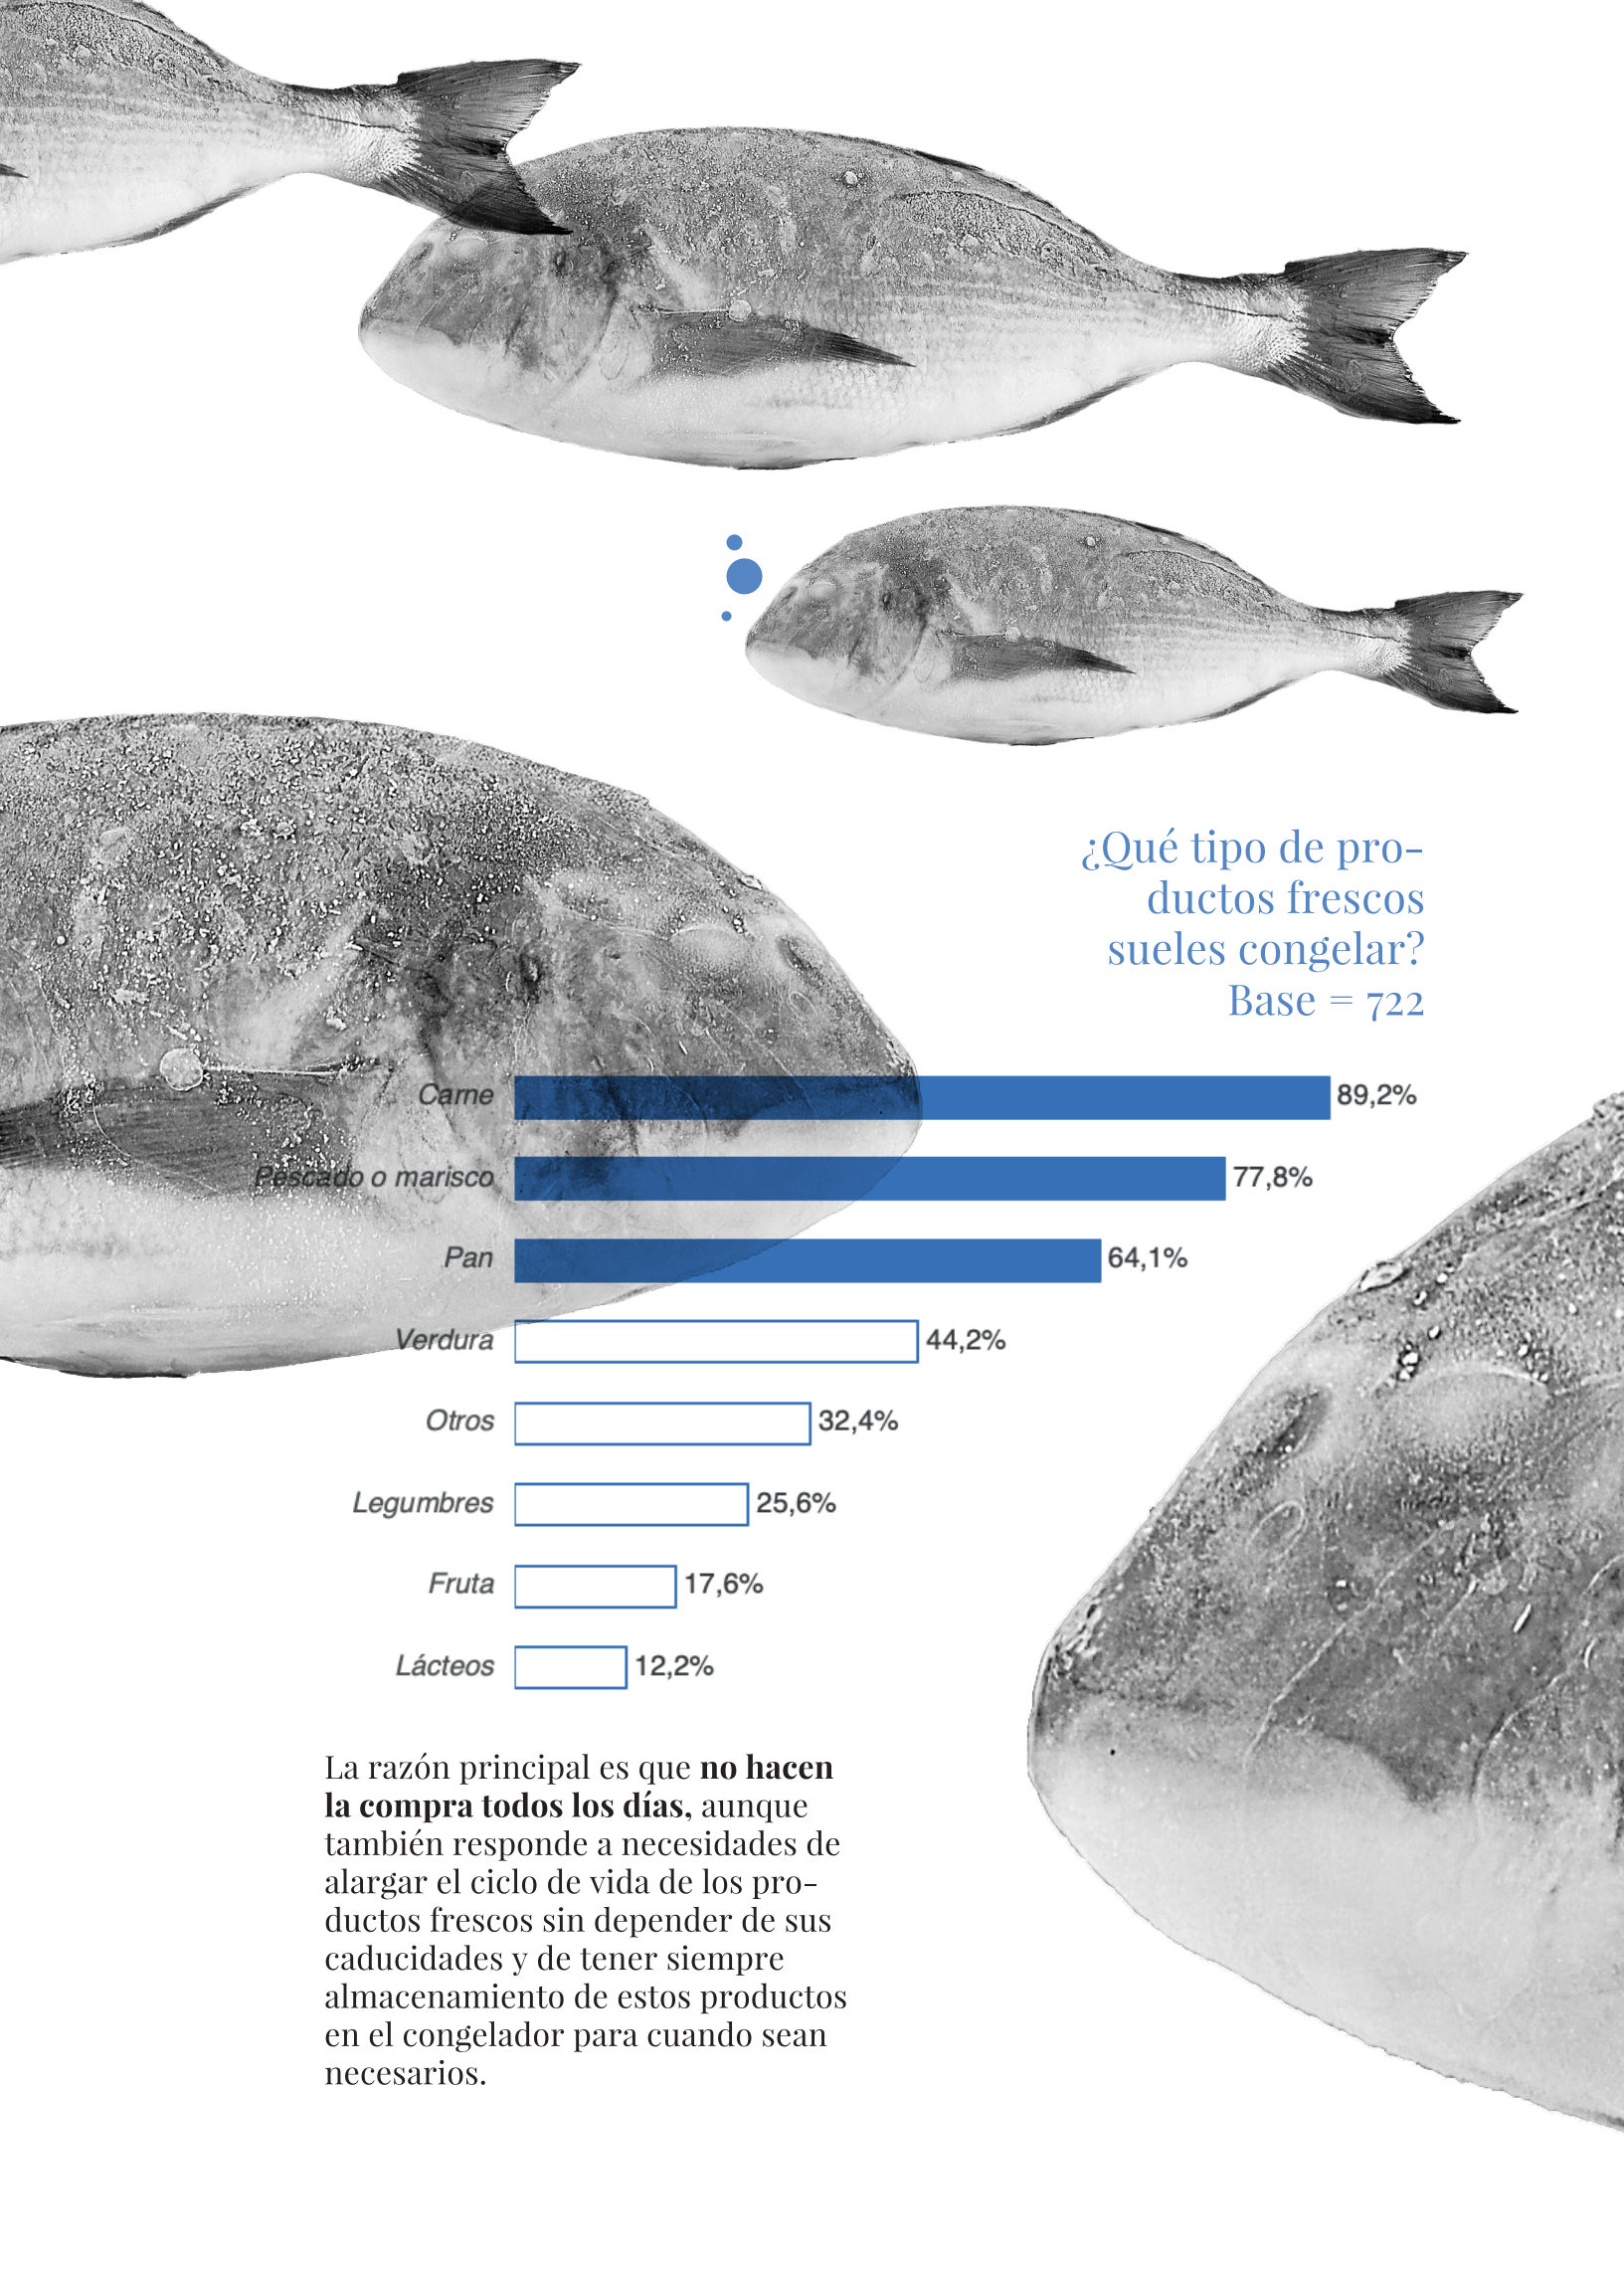 ¿Qué tipo de pro-
ductos frescos
sueles congelar?
Base = 722
Carne 89,2%
Pescado o marisco 77,8%
Pan 64,1%
Verdura 44,2%
Otros 32,4%
Legumbres 25,6%
Fruta 17,6%
Lácteos 12,2%
La razón principal es que no hacen
la compra todos los días, aunque
también responde a necesidades de
alargar el ciclo de vida de los pro-
ductos frescos sin depender de sus
caducidades y de tener siempre
almacenamiento de estos productos
en el congelador para cuando sean
necesarios.